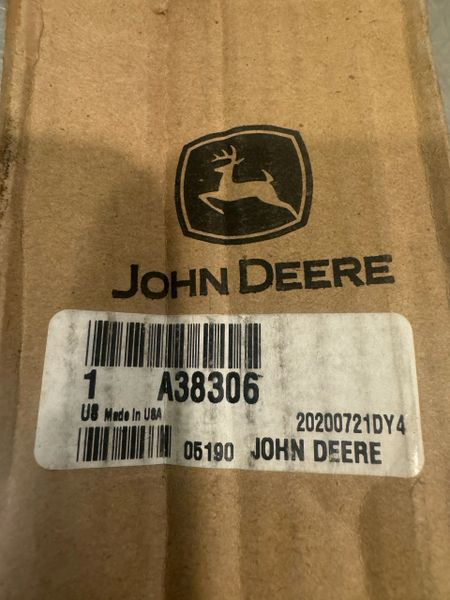 JOHN DEERE
1 A38306
US Made In USA
20200721DY4
05190 JOHN DEERE